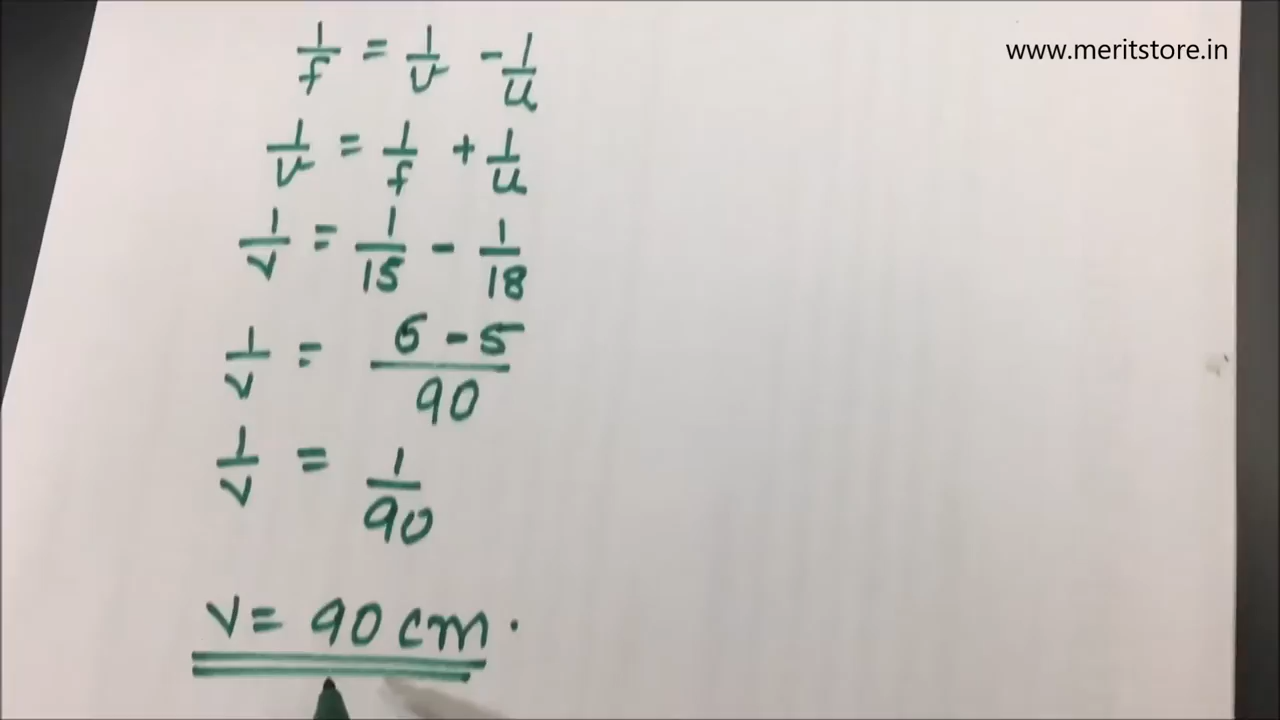 www.meritstore.in
1/f = 1/v - 1/u
1/v = 1/f + 1/u
1/v = 1/15 - 1/18
1/v = 6 - 5/90
1/v = 1/90
v = 90 cm.